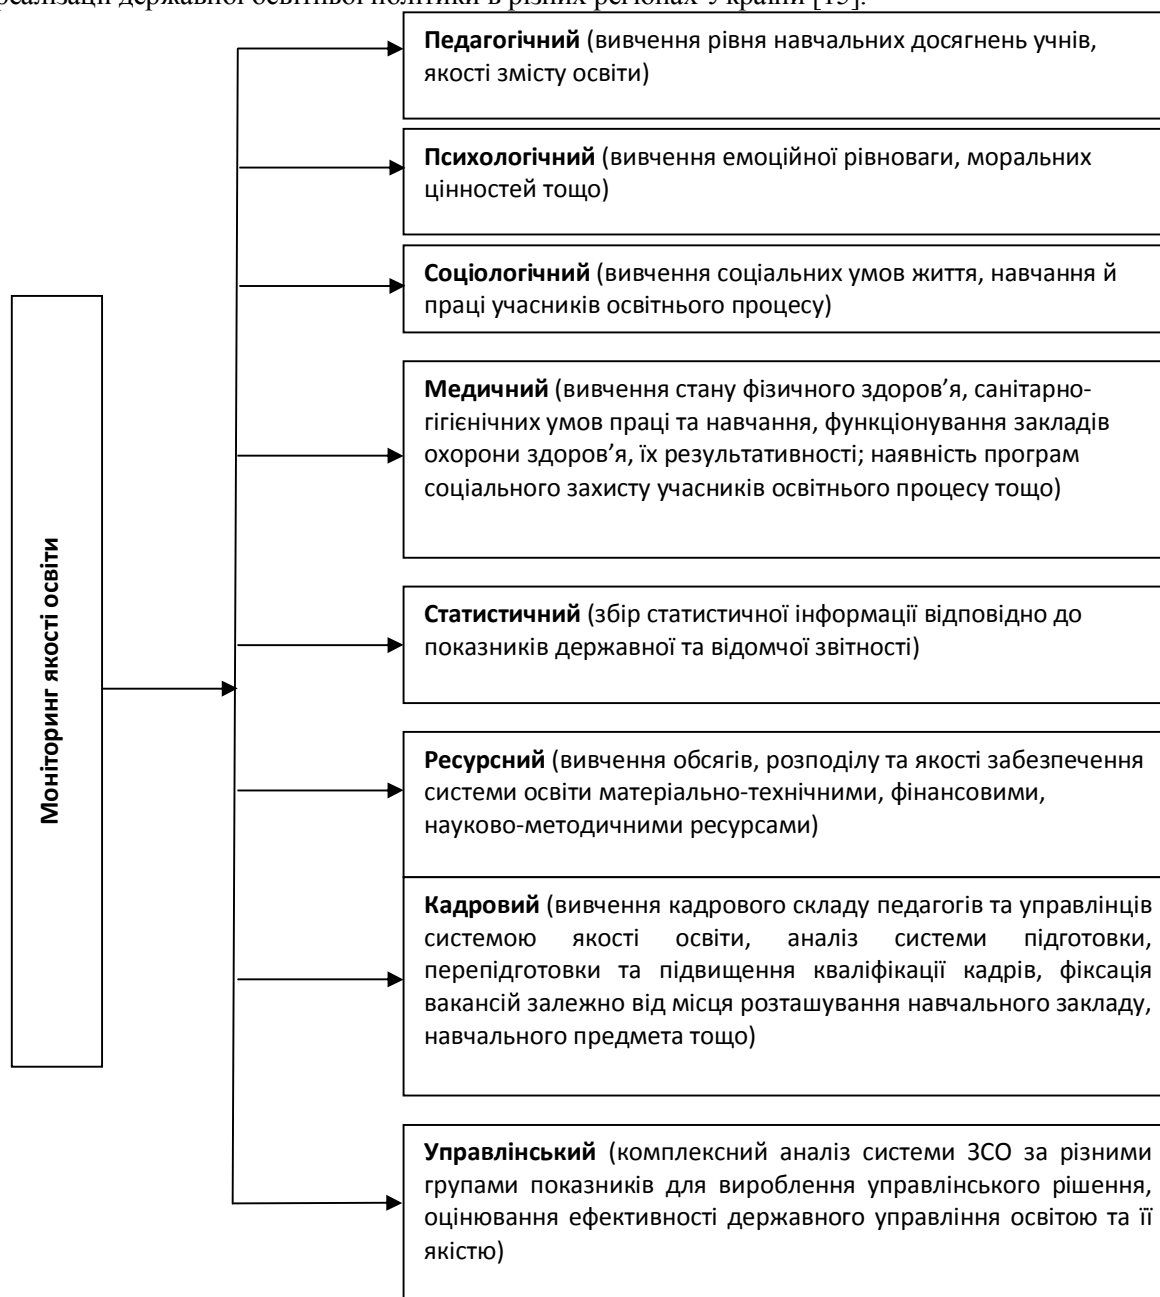 реалізації державної освітньої політики в різних регіонах України [15].
Педагогічний (вивчення рівня навчальних досягнень учнів,
якості змісту освіти)
Психологічний (вивчення емоційної рівноваги, моральних
цінностей тощо)
Соціологічний (вивчення соціальних умов життя, навчання й
праці учасників освітнього процесу)
Медичний (вивчення стану фізичного здоров’я, санітарно-
гігієнічних умов праці та навчання, функціонування закладів
охорони здоров’я, їх результативності; наявність програм
соціального захисту учасників освітнього процесу тощо)
Моніторинг якості освіти
Статистичний (збір статистичної інформації відповідно до
показників державної та відомчої звітності)
Ресурсний (вивчення обсягів, розподілу та якості забезпечення
системи освіти матеріально-технічними, фінансовими,
науково-методичними ресурсами)
Кадровий (вивчення кадрового складу педагогів та управлінців
системою якості освіти, аналіз системи підготовки,
перепідготовки та підвищення кваліфікації кадрів, фіксація
вакансій залежно від місця розташування навчального закладу,
навчального предмета тощо)
Управлінський (комплексний аналіз системи ЗСО за різними
групами показників для вироблення управлінського рішення,
оцінювання ефективності державного управління освітою та її
якістю)